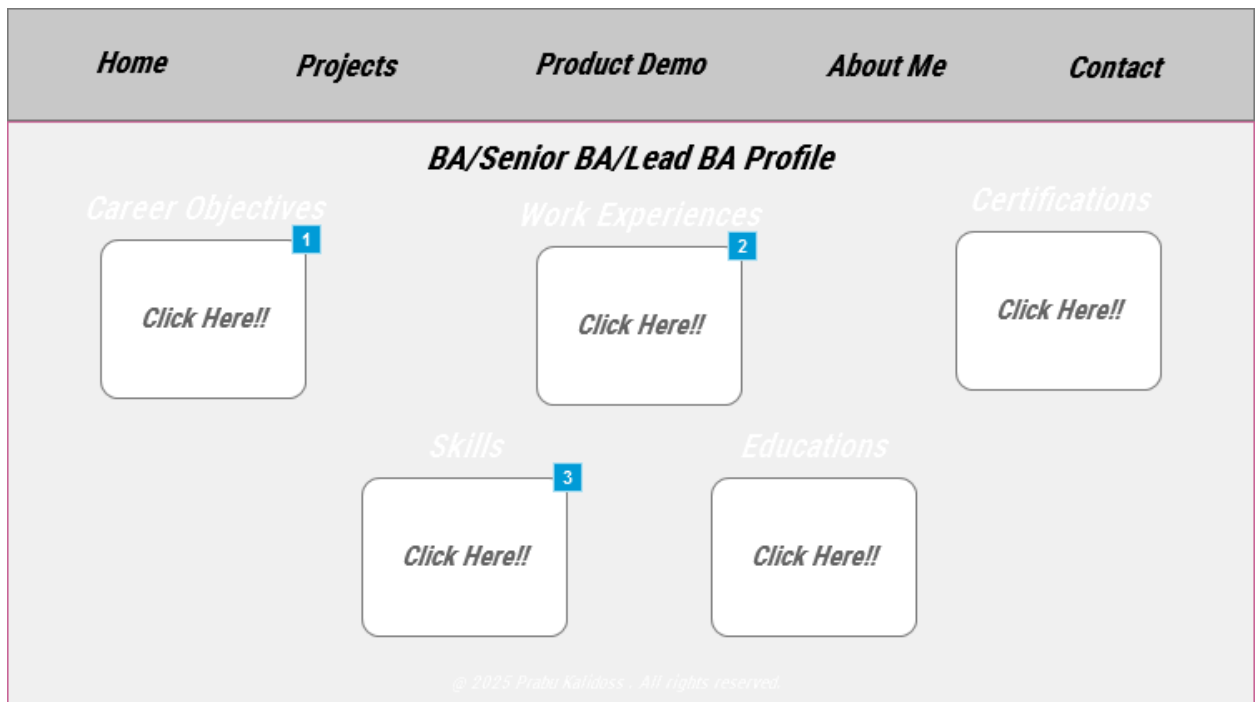 Home Projects Product Demo About Me Contact
BA/Senior BA/Lead BA Profile
Career Objectives Work Experiences Certifications
1 2
Click Here!! Click Here!! Click Here!!
Skills Educations
3
Click Here!! Click Here!!
@ 2025 Prabu Kalidoss . All rights reserved.